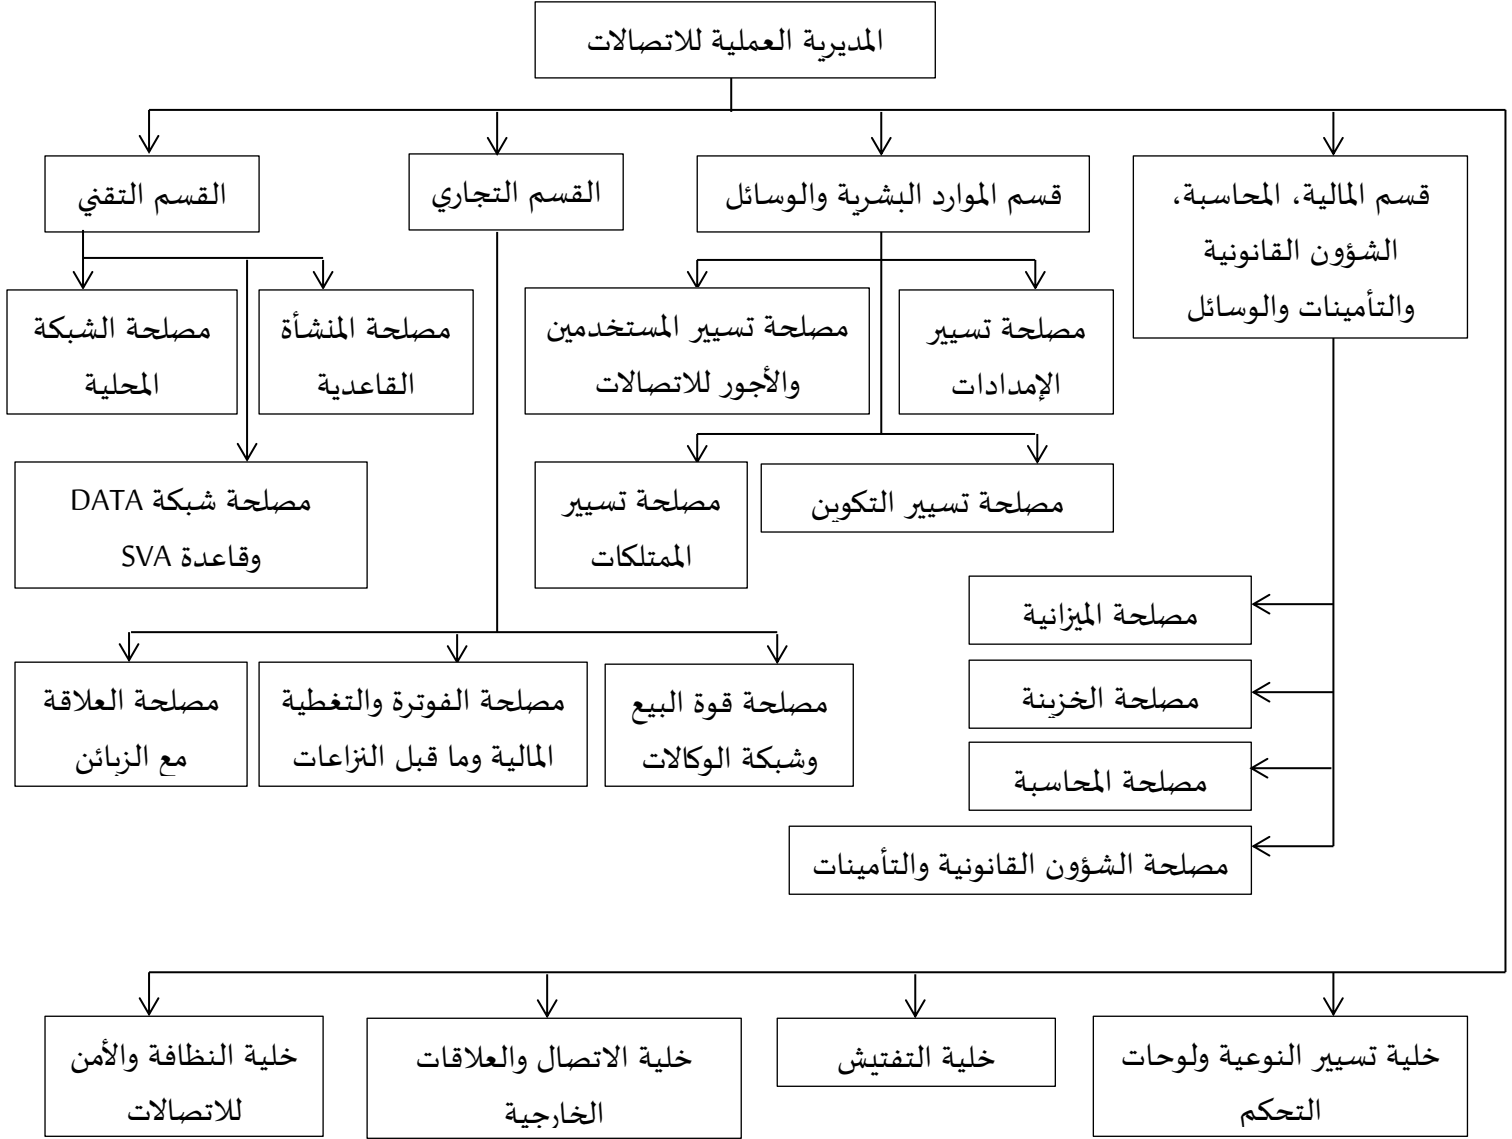 المديرية العملية للاتصالات
قسم المالية، المحاسبة،
الشؤون القانونية
والتأمينات والوسائل
قسم الموارد البشرية والوسائل
القسم التجاري
القسم التقني
مصلحة تسيير
الإمدادات
مصلحة تسيير المستخدمين
والأجور للاتصالات
مصلحة المنشأة
القاعدية
مصلحة الشبكة
المحلية
مصلحة تسيير التكوين
مصلحة تسيير
الممتلكات
مصلحة شبكة DATA
وقاعدة SVA
مصلحة الميزانية
مصلحة الخزينة
مصلحة المحاسبة
مصلحة الشؤون القانونية والتأمينات
مصلحة قوة البيع
وشبكة الوكالات
مصلحة الفوترة والتغطية
المالية وما قبل النزاعات
مصلحة العلاقة
مع الزبائن
خلية تسيير النوعية ولوحات
التحكم
خلية التفتيش
خلية الاتصال والعلاقات
الخارجية
خلية النظافة والأمن
للاتصالات